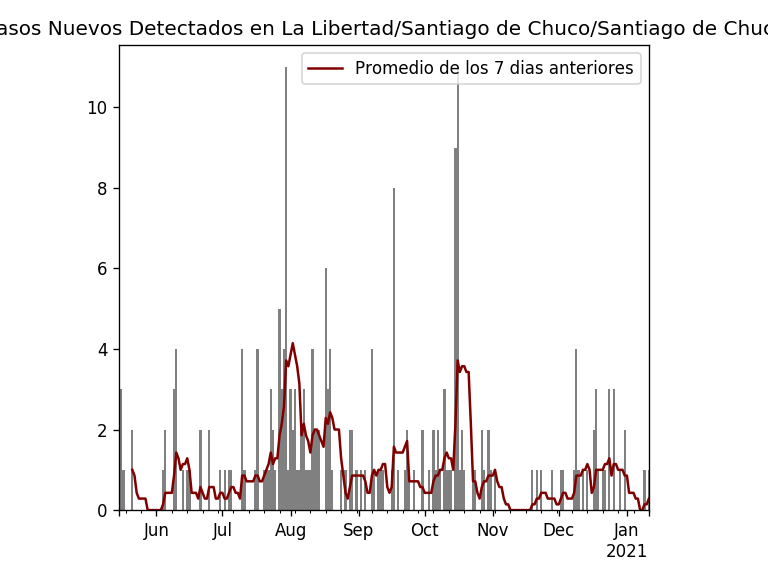 asos Nuevos Detectados en La Libertad/Santiago de Chuco/Santiago de Chuc
Promedio de los 7 dias anteriores
10
8
6
4
2
0
Jun Jul Aug Sep Oct Nov Dec Jan
2021